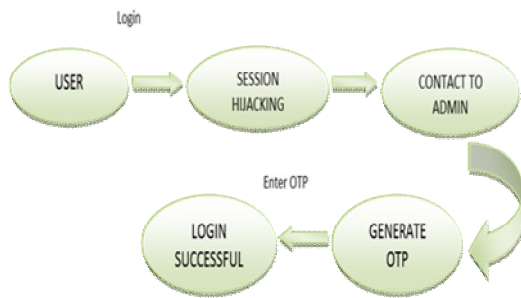 Login
USER
SESSION
HIJACKING
CONTACT TO
ADMIN
Enter OTP
LOGIN
SUCCESSFUL
GENERATE
OTP